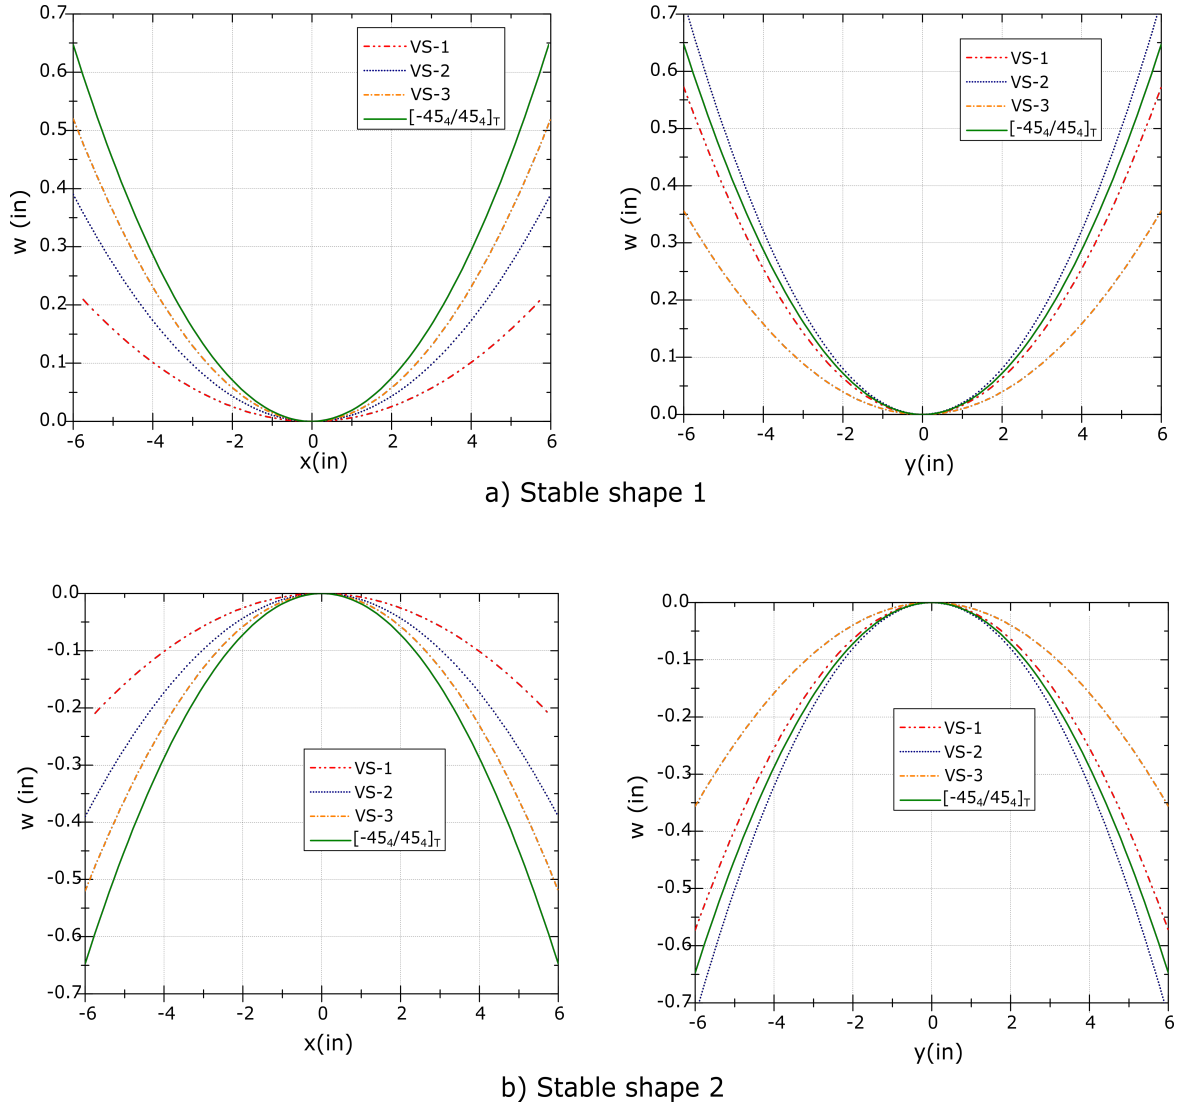 0.7
0.6
0.5
0.4
0.3
0.2
0.1
0.0
w (in)
-6 -4 -2 0 2 4 6
x(in)
VS-1
VS-2
VS-3
[-45₄/45₄]T
0.7
0.6
0.5
0.4
0.3
0.2
0.1
0.0
w (in)
-6 -4 -2 0 2 4 6
y(in)
VS-1
VS-2
VS-3
[-45₄/45₄]T
a) Stable shape 1
0.0
-0.1
-0.2
-0.3
-0.4
-0.5
-0.6
-0.7
w (in)
-6 -4 -2 0 2 4 6
x(in)
VS-1
VS-2
VS-3
[-45₄/45₄]T
0.0
-0.1
-0.2
-0.3
-0.4
-0.5
-0.6
-0.7
w (in)
-6 -4 -2 0 2 4 6
y(in)
VS-1
VS-2
VS-3
[-45₄/45₄]T
b) Stable shape 2